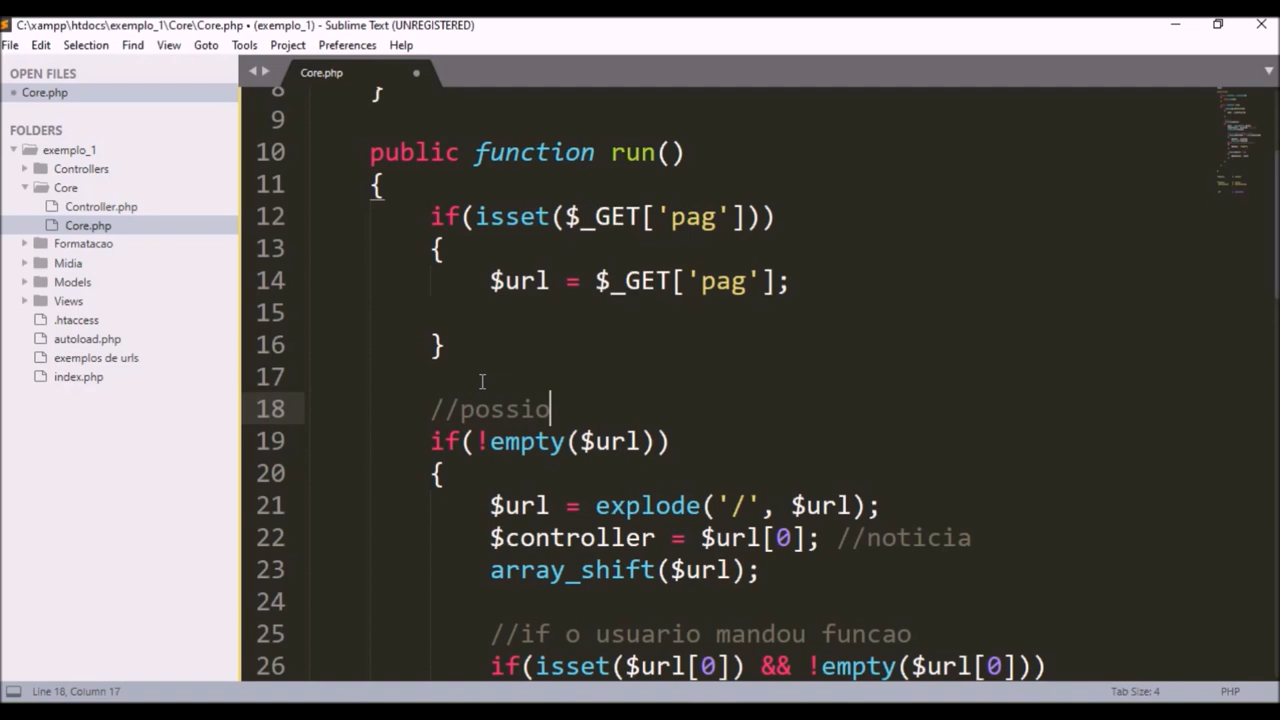 C:\xampp\htdocs\exemplo_1\Core\Core.php • (exemplo_1) - Sublime Text (UNREGISTERED)
File Edit Selection Find View Goto Tools Project Preferences Help
OPEN FILES
Core.php
FOLDERS
exemplo_1
Controllers
Core
Controller.php
Core.php
Formatacao
Midia
Models
Views
.htaccess
autoload.php
exemplos de urls
index.php
Core.php
8 }
9
10 public function run()
11 {
12 if(isset($_GET['pag']))
13 {
14 $url = $_GET['pag'];
15
16 }
17
18 //possio
19 if(!empty($url))
20 {
21 $url = explode('/', $url);
22 $controller = $url[0]; //noticia
23 array_shift($url);
24
25 //if o usuario mandou funcao
26 if(isset($url[0]) && !empty($url[0]))
Line 18, Column 17 Tab Size: 4 PHP